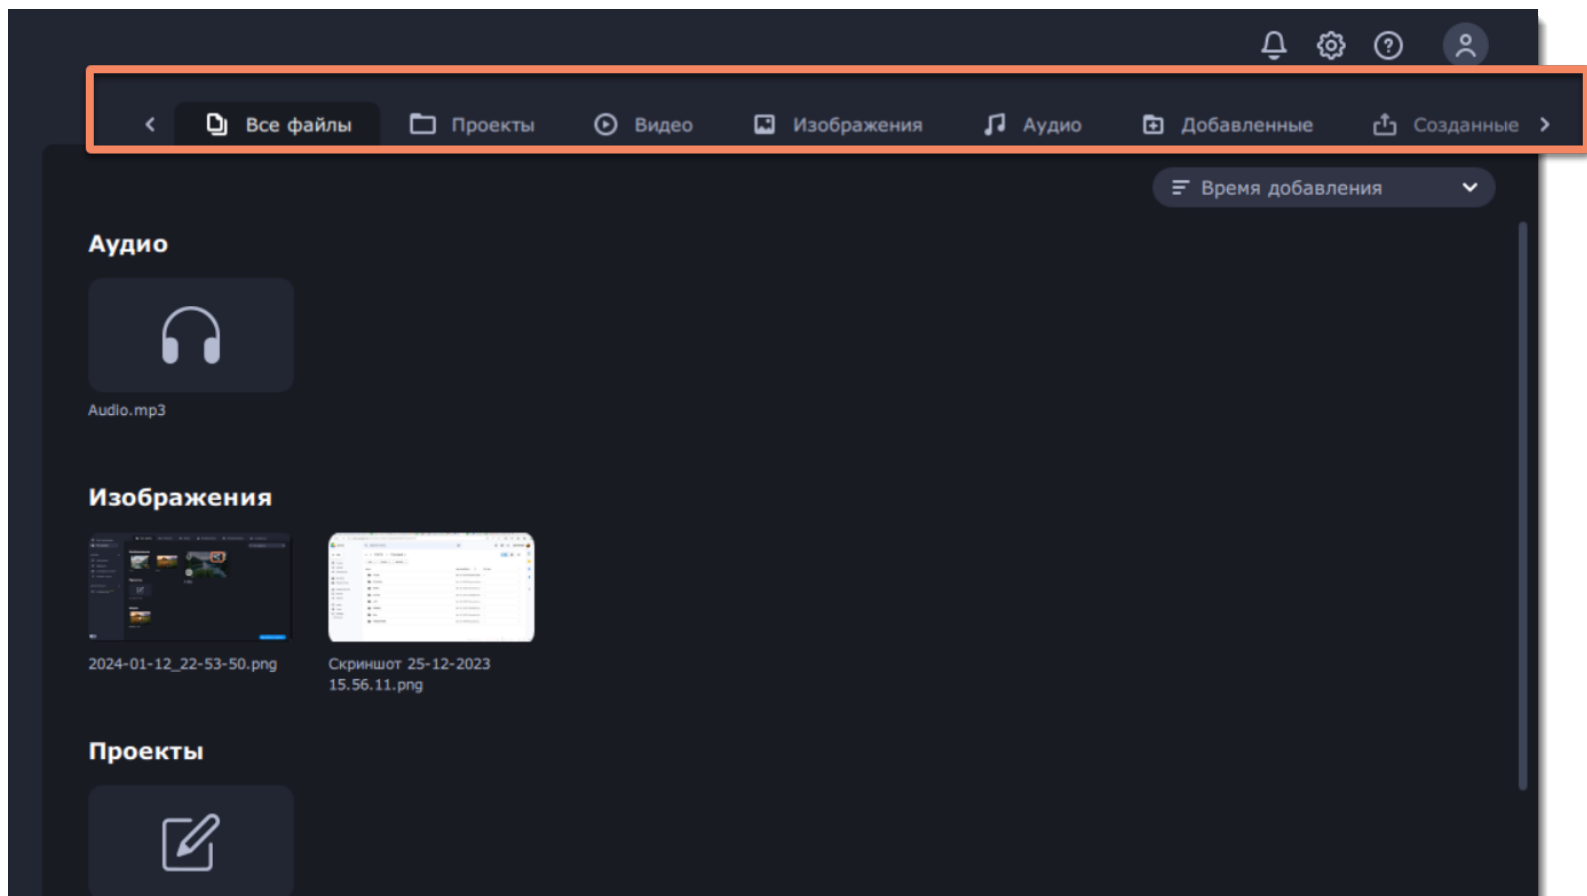 Все файлы Проекты Видео Изображения Аудио Добавленные Созданные
Время добавления
Аудио
Audio.mp3
Изображения
2024-01-12_22-53-50.png Скриншот 25-12-2023
15.56.11.png
Проекты